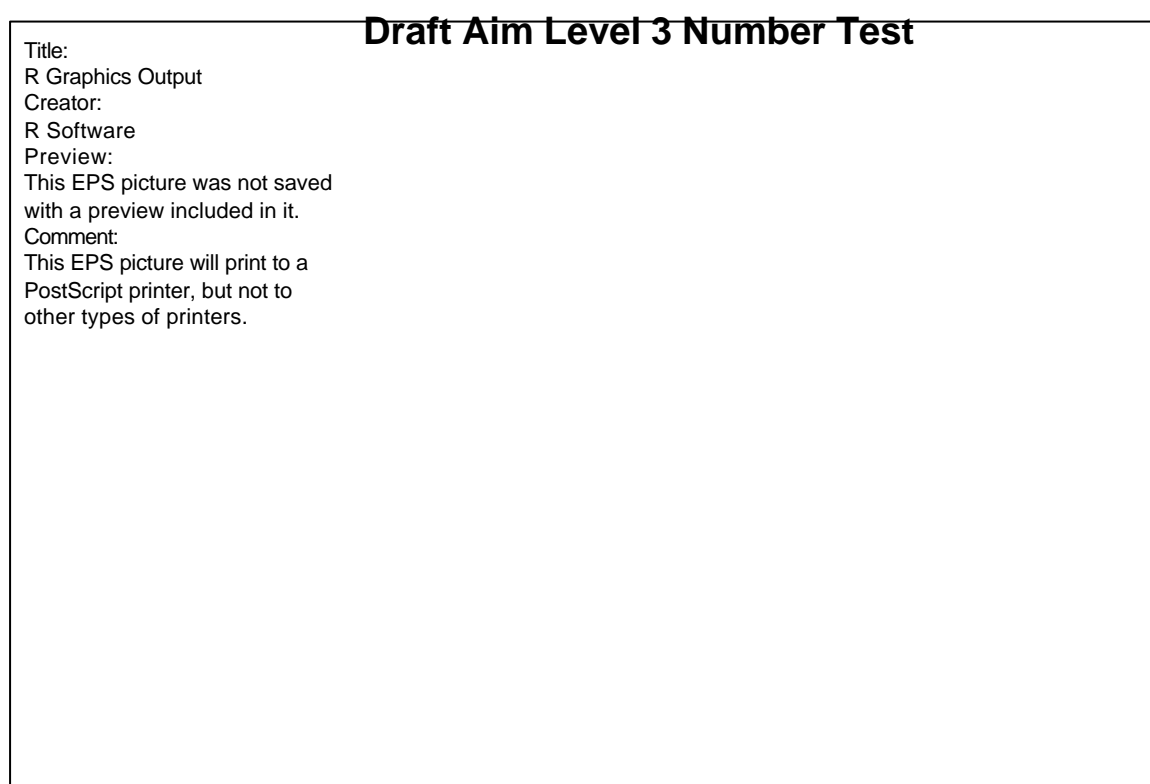 Draft Aim Level 3 Number Test
Title:
R Graphics Output
Creator:
R Software
Preview:
This EPS picture was not saved
with a preview included in it.
Comment:
This EPS picture will print to a
PostScript printer, but not to
other types of printers.